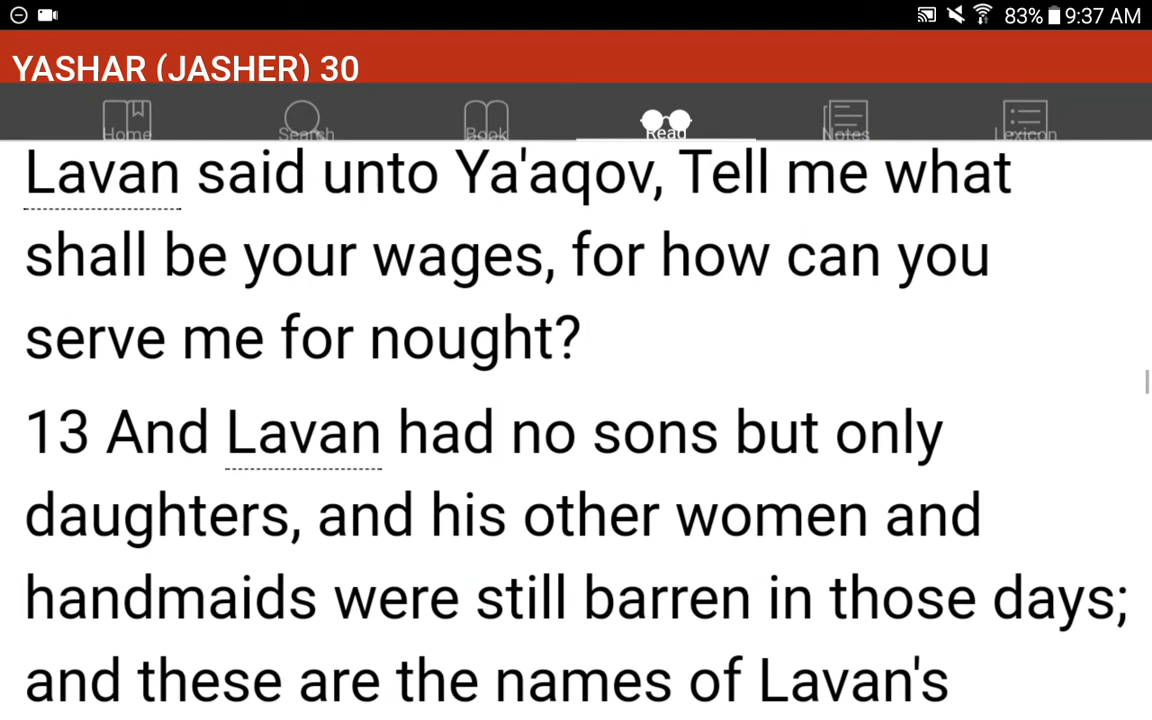 83% 9:37 AM
YASHAR (JASHER) 30
Home Search Book Read Notes Lexicon
Lavan said unto Ya'aqov, Tell me what
shall be your wages, for how can you
serve me for nought?
13 And Lavan had no sons but only
daughters, and his other women and
handmaids were still barren in those days;
and these are the names of Lavan's